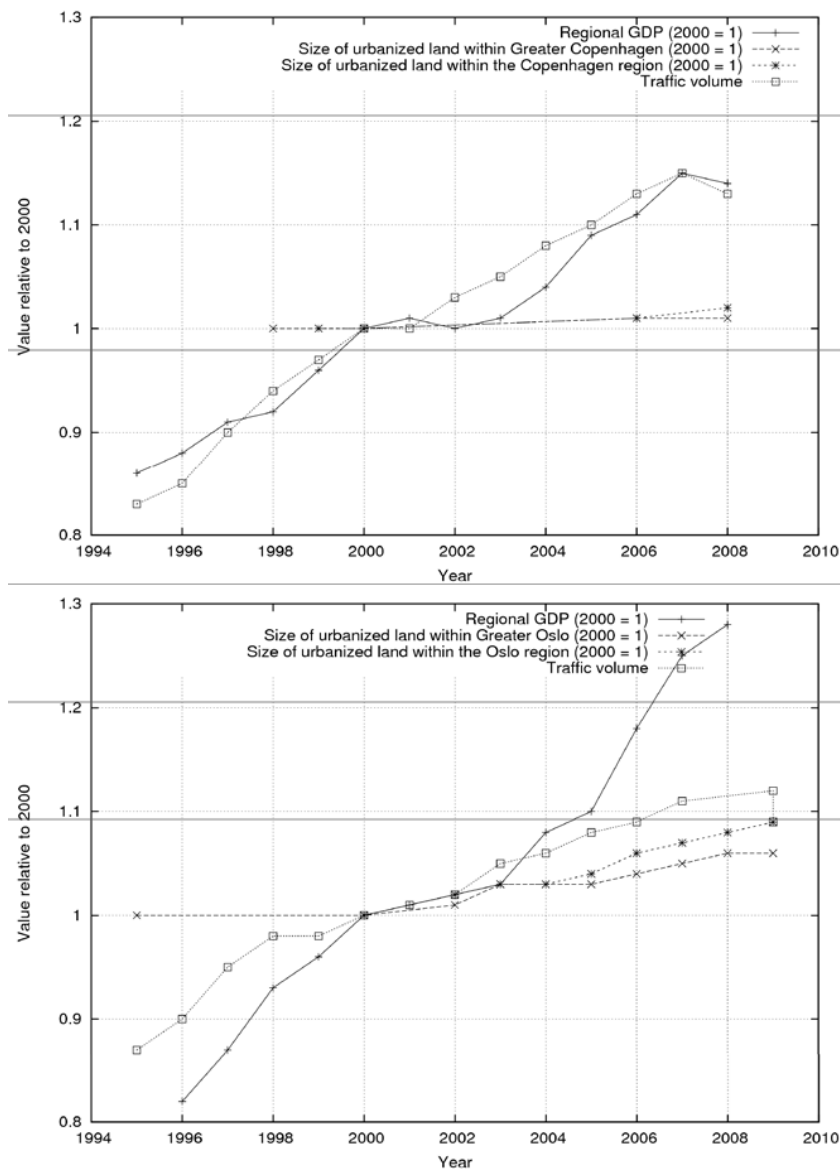 1.3
Regional GDP (2000 = 1)
Size of urbanized land within Greater Copenhagen (2000 = 1)
Size of urbanized land within the Copenhagen region (2000 = 1)
Traffic volume
1.2
1.1
1
0.9
0.8
Value relative to 2000
1994 1996 1998 2000 2002 2004 2006 2008 2010
Year
1.3
Regional GDP (2000 = 1)
Size of urbanized land within Greater Oslo (2000 = 1)
Size of urbanized land within the Oslo region (2000 = 1)
Traffic volume
1.2
1.1
1
0.9
0.8
Value relative to 2000
1994 1996 1998 2000 2002 2004 2006 2008 2010
Year